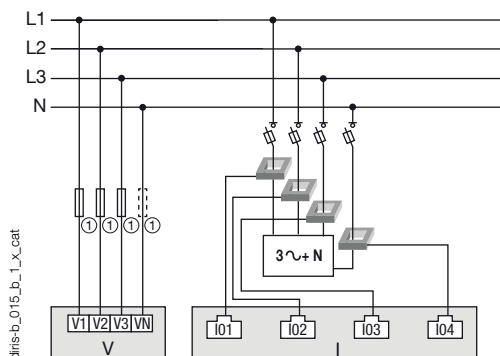 L1
L2
L3
N
① ① ① ①
3∿+ N
V1 V2 V3 VN
V
I01 I02 I03 I04
I
diris-b_015_b_1_x_cat